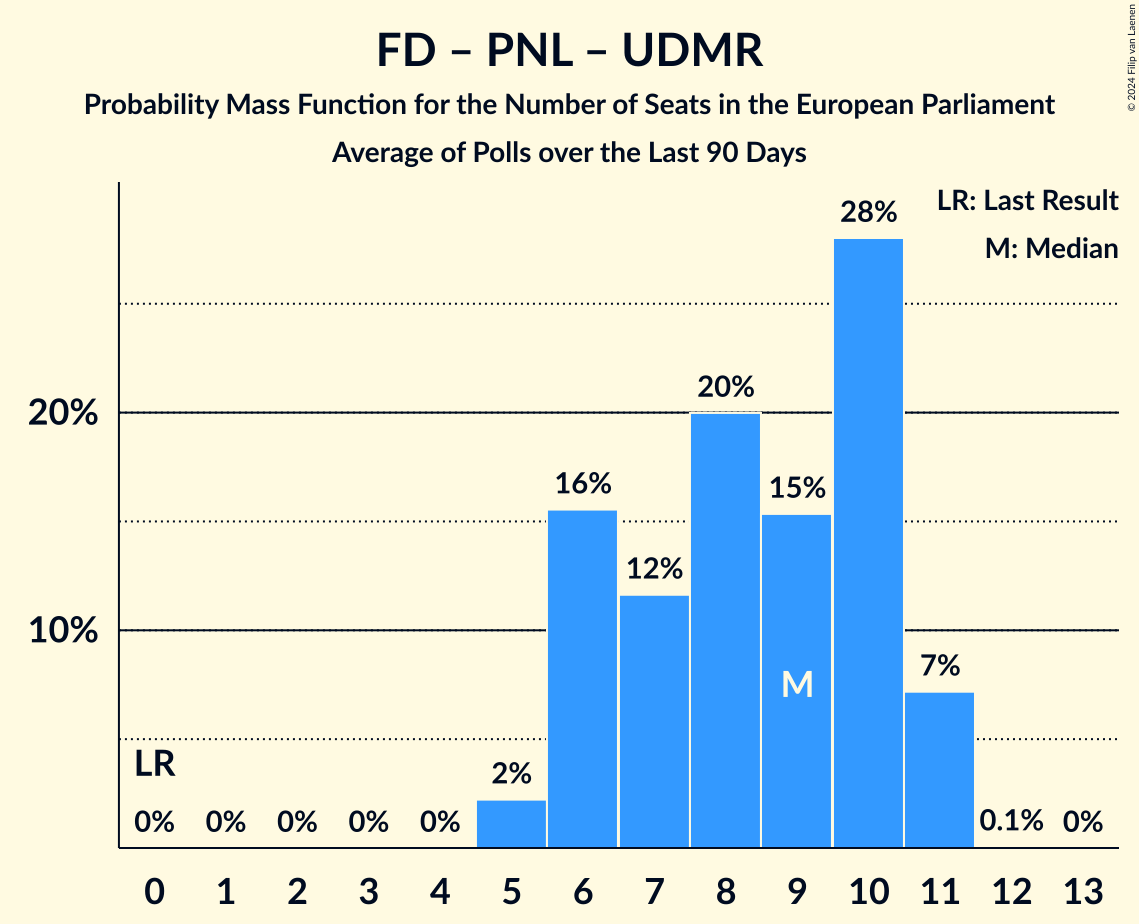 FD – PNL – UDMR
Probability Mass Function for the Number of Seats in the European Parliament
Average of Polls over the Last 90 Days
© 2024 Filip van Laenen
LR: Last Result
M: Median
28%
20%
20%
16%
15%
12%
10%
7%
M
LR
2%
0% 0% 0% 0% 0% 0.1% 0%
0 1 2 3 4 5 6 7 8 9 10 11 12 13